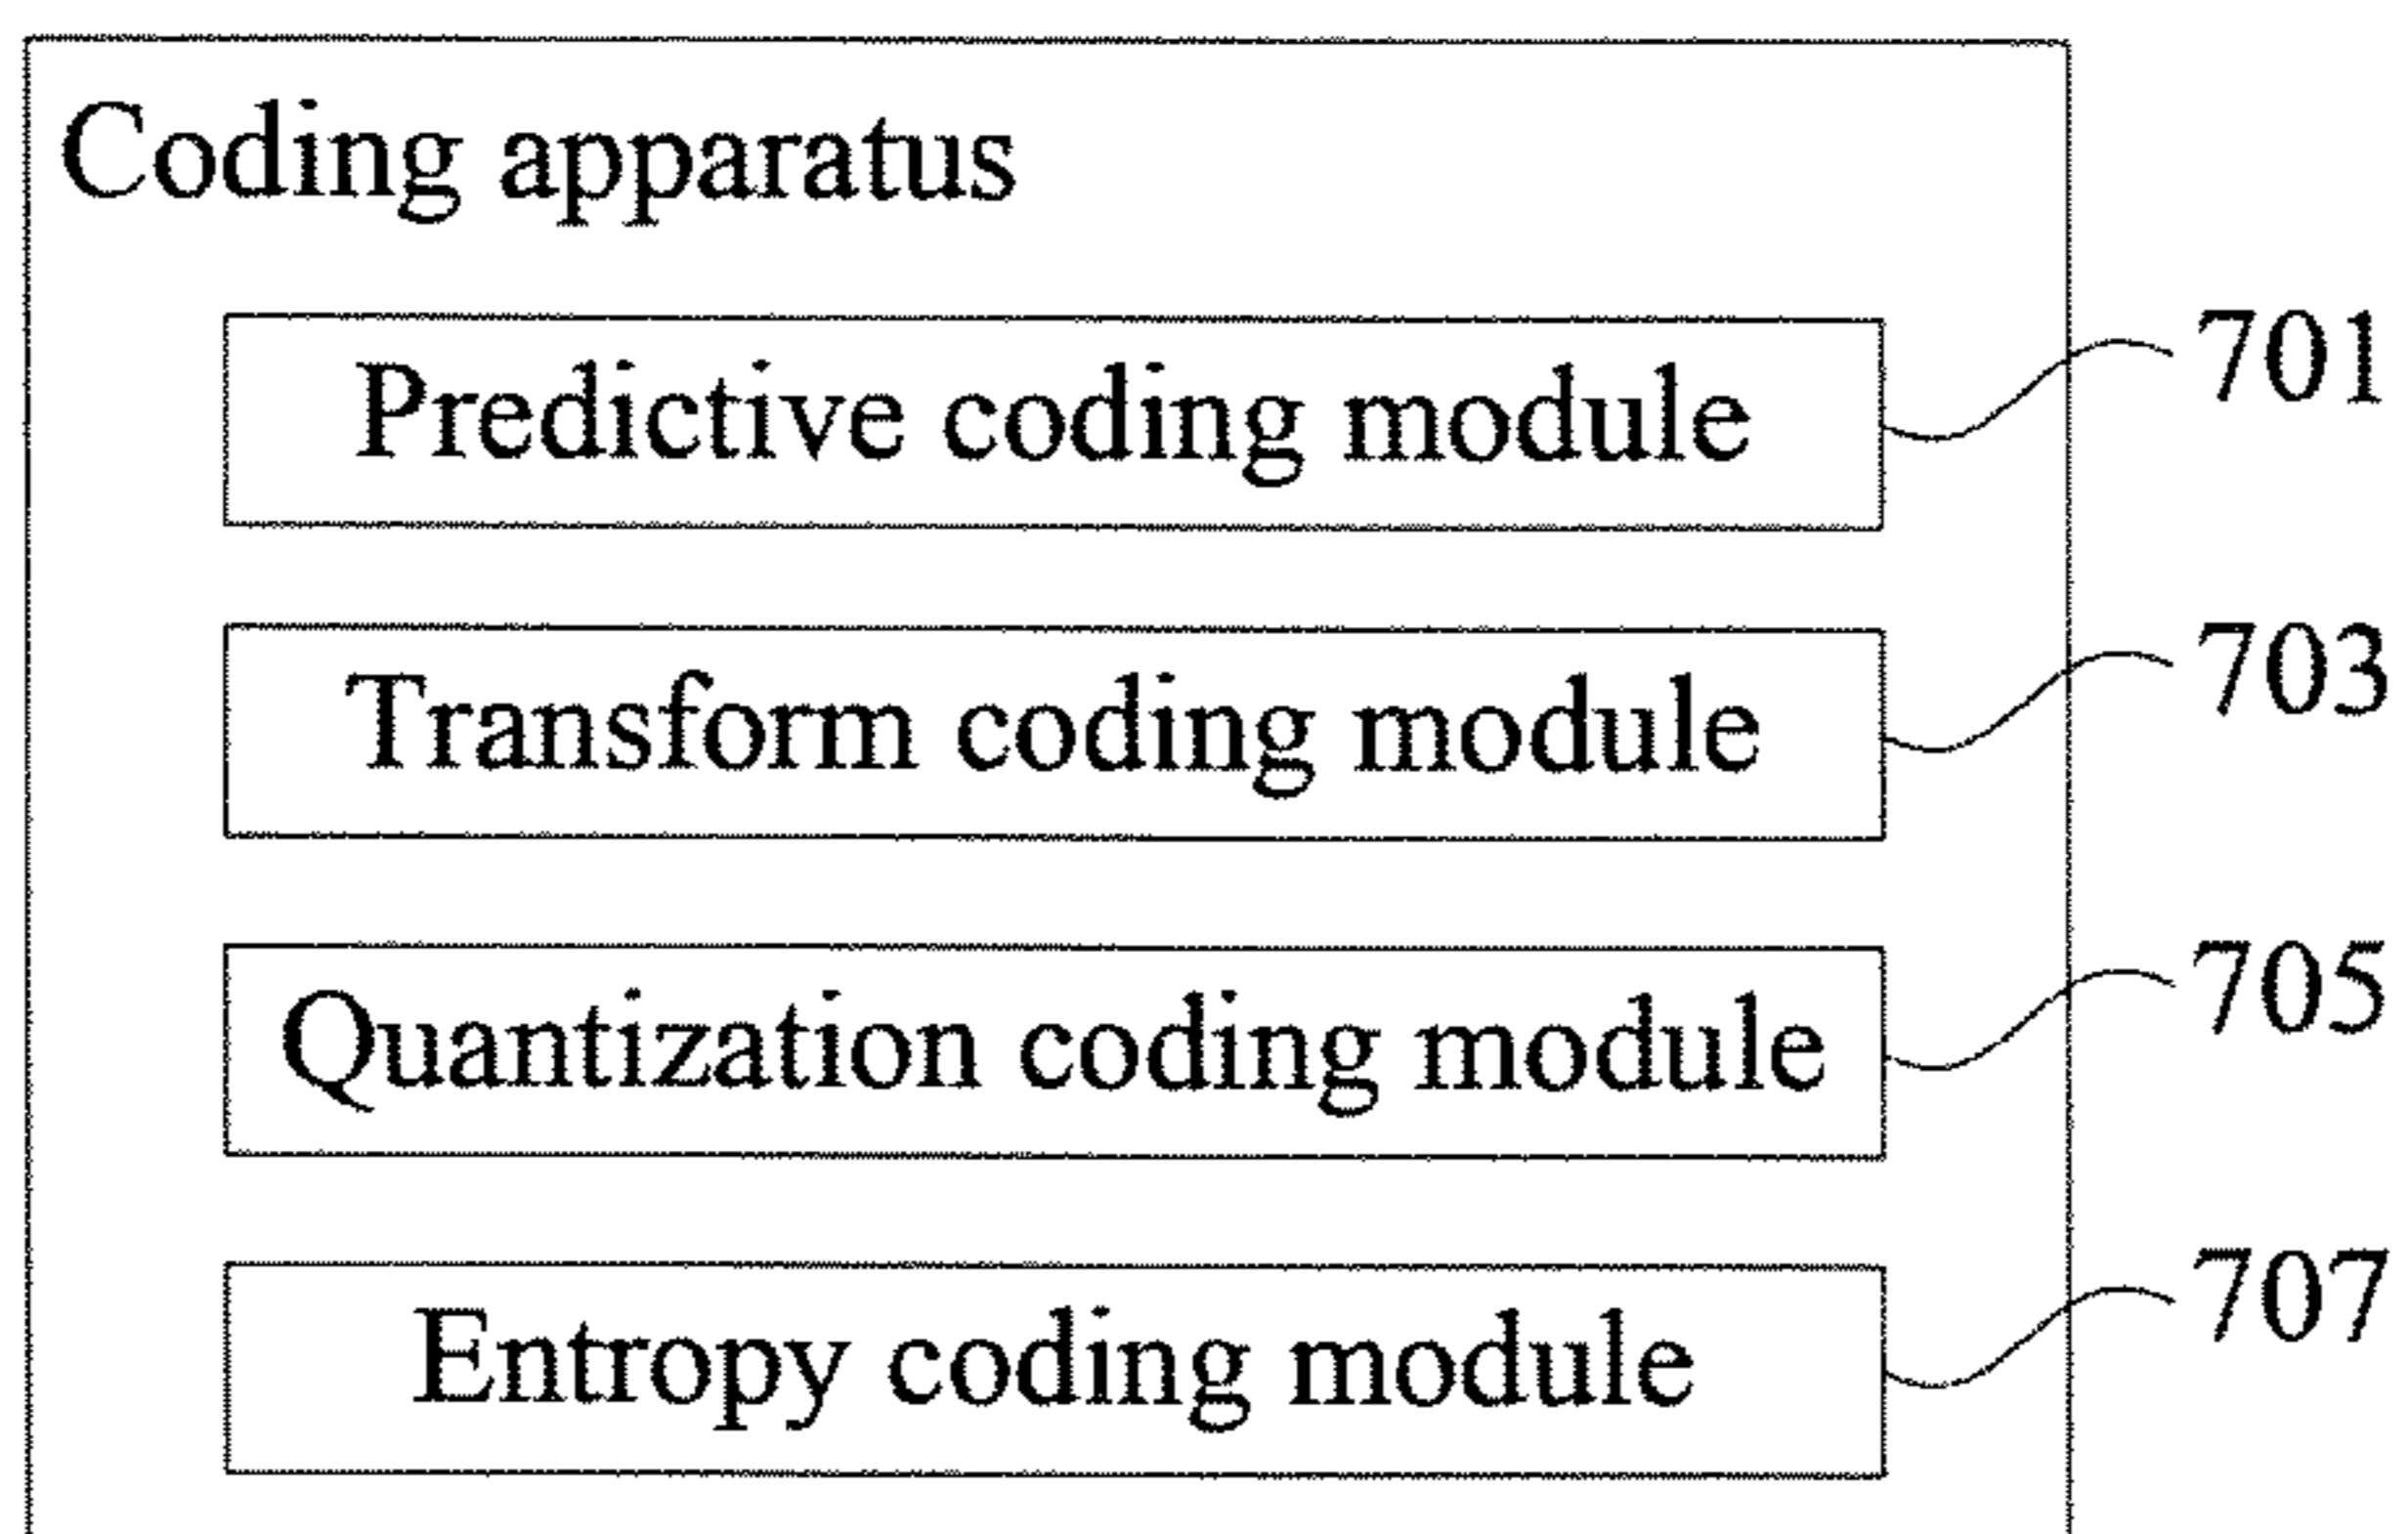 Coding apparatus
Predictive coding module 701
Transform coding module 703
Quantization coding module 705
Entropy coding module 707